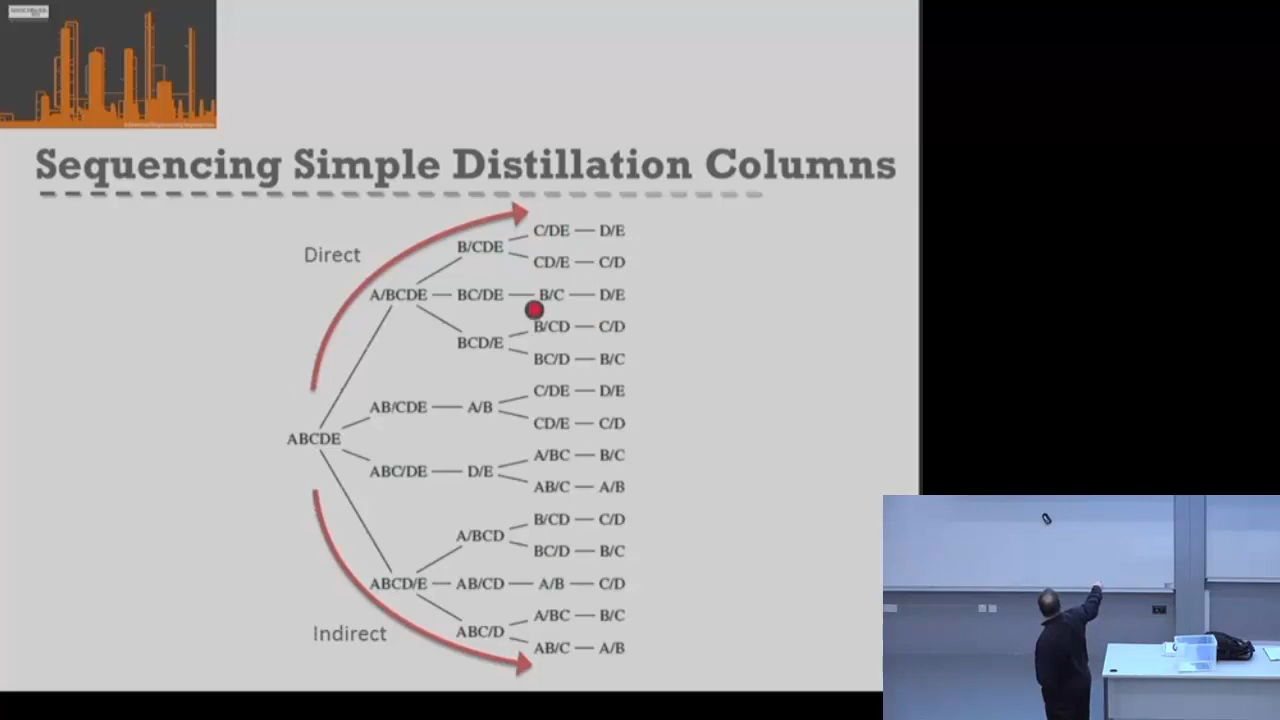 Sequencing Simple Distillation Columns
Direct
C/DE — D/E
B/CDE
CD/E — C/D
A/BCDE — BC/DE — B/C — D/E
B/CD — C/D
BCD/E
BC/D — B/C
C/DE — D/E
AB/CDE — A/B
CD/E — C/D
ABCDE
A/BC — B/C
ABC/DE — D/E
AB/C — A/B
B/CD — C/D
A/BCD
BC/D — B/C
ABCD/E — AB/CD — A/B — C/D
A/BC — B/C
ABC/D
AB/C — A/B
Indirect